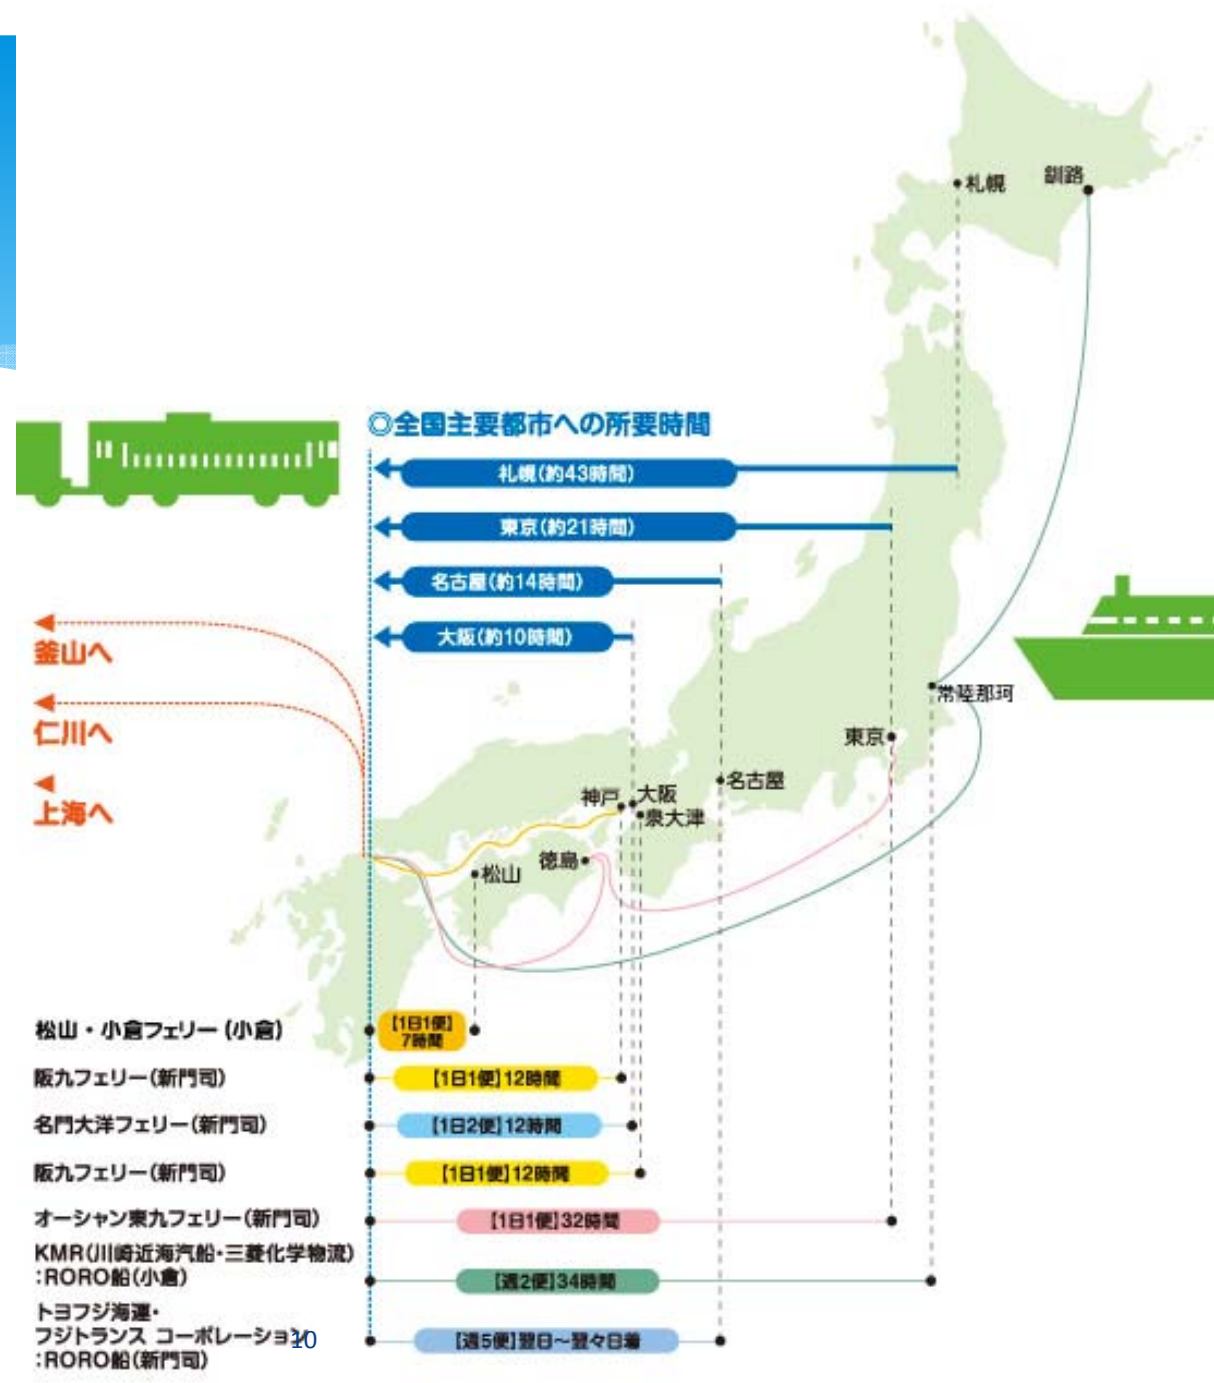 札幌
釧路
◎全国主要都市への所要時間
札幌(約43時間)
東京(約21時間)
名古屋(約14時間)
大阪(約10時間)
釜山へ
仁川へ
上海へ
常陸那珂
東京
名古屋
神戸
大阪
泉大津
徳島
松山
松山・小倉フェリー(小倉)
【1日1便】
7時間
阪九フェリー(新門司)
【1日1便】12時間
名門大洋フェリー(新門司)
【1日2便】12時間
阪九フェリー(新門司)
【1日1便】12時間
オーシャン東九フェリー(新門司)
【1日1便】32時間
KMR(川崎近海汽船・三菱化学物流)
:RORO船(小倉)
【週2便】34時間
トヨフジ海運・
フジトランス コーポレーション
:RORO船(新門司)
【週5便】翌日〜翌々日着
10